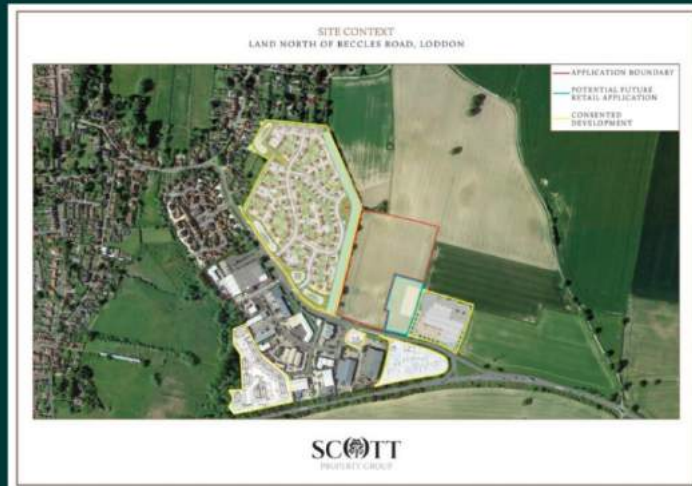 SITE CONTEXT
LAND NORTH OF BECCLES ROAD, LODDON
APPLICATION BOUNDARY
POTENTIAL FUTURE
RETAIL APPLICATION
CONSENTED
DEVELOPMENT
SCOTT
PROPERTY GROUP